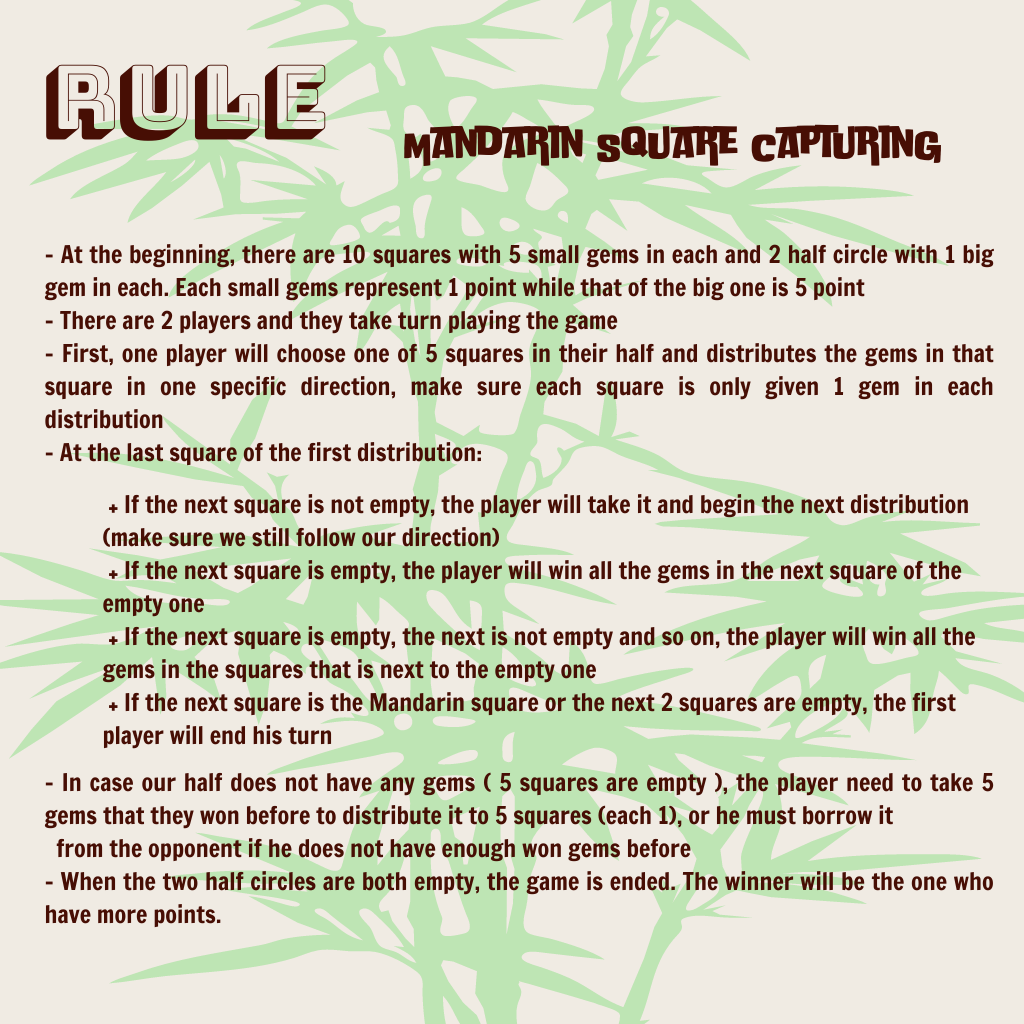 RULE
MANDARIN SQUARE CAPTURING
- At the beginning, there are 10 squares with 5 small gems in each and 2 half circle with 1 big
gem in each. Each small gems represent 1 point while that of the big one is 5 point
- There are 2 players and they take turn playing the game
- First, one player will choose one of 5 squares in their half and distributes the gems in that
square in one specific direction, make sure each square is only given 1 gem in each
distribution
- At the last square of the first distribution:
+ If the next square is not empty, the player will take it and begin the next distribution
(make sure we still follow our direction)
+ If the next square is empty, the player will win all the gems in the next square of the
empty one
+ If the next square is empty, the next is not empty and so on, the player will win all the
gems in the squares that is next to the empty one
+ If the next square is the Mandarin square or the next 2 squares are empty, the first
player will end his turn
- In case our half does not have any gems ( 5 squares are empty ), the player need to take 5
gems that they won before to distribute it to 5 squares (each 1), or he must borrow it
from the opponent if he does not have enough won gems before
- When the two half circles are both empty, the game is ended. The winner will be the one who
have more points.